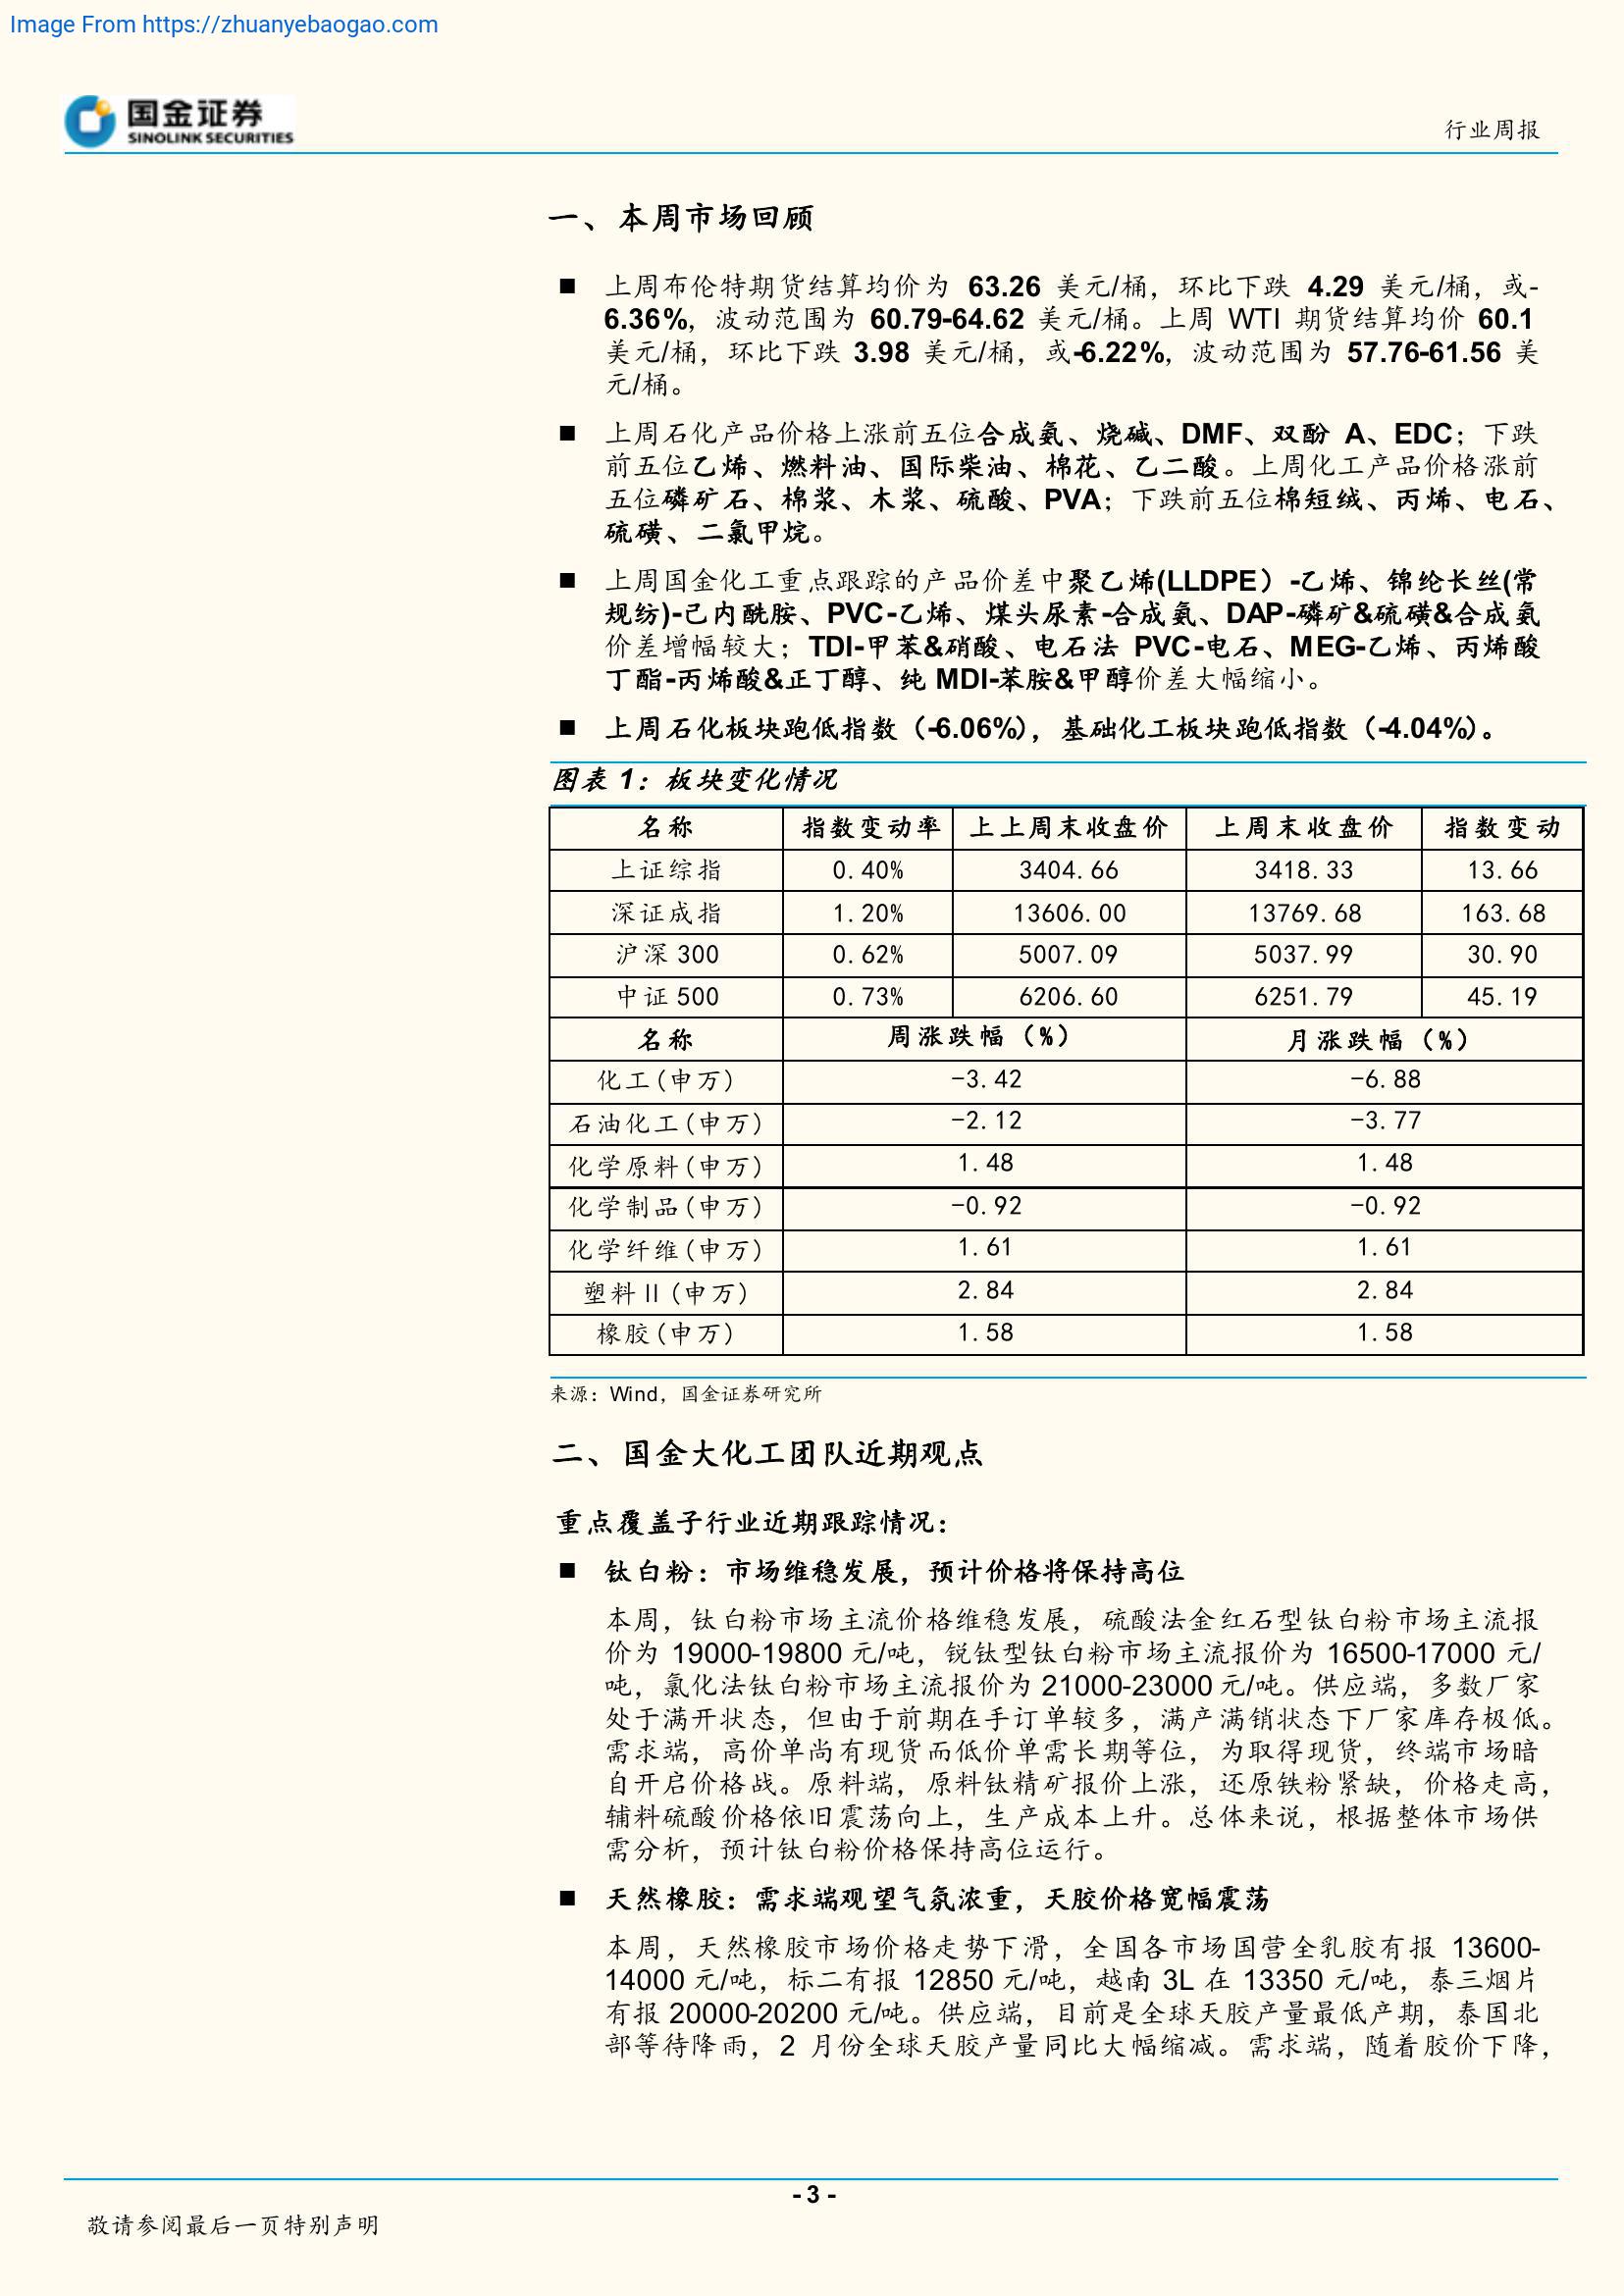 Image From https://zhuanyebaogao.com
国金证券
SINOLINK SECURITIES
行业周报
一、本周市场回顾
■ 上周布伦特期货结算均价为 63.26 美元/桶，环比下跌 4.29 美元/桶，或-
6.36%，波动范围为 60.79-64.62 美元/桶。上周 WTI 期货结算均价 60.1
美元/桶，环比下跌 3.98 美元/桶，或-6.22%，波动范围为 57.76-61.56 美
元/桶。
■ 上周石化产品价格上涨前五位合成氨、烧碱、DMF、双酚 A、EDC；下跌
前五位乙烯、燃料油、国际柴油、棉花、乙二酸。上周化工产品价格涨前
五位磷矿石、棉浆、木浆、硫酸、PVA；下跌前五位棉短绒、丙烯、电石、
硫磺、二氯甲烷。
■ 上周国金化工重点跟踪的产品价差中聚乙烯(LLDPE）-乙烯、锦纶长丝(常
规纺)-己内酰胺、PVC-乙烯、煤头尿素-合成氨、DAP-磷矿&硫磺&合成氨
价差增幅较大；TDI-甲苯&硝酸、电石法 PVC-电石、MEG-乙烯、丙烯酸
丁酯-丙烯酸&正丁醇、纯 MDI-苯胺&甲醇价差大幅缩小。
■ 上周石化板块跑低指数（-6.06%），基础化工板块跑低指数（-4.04%）。
图表 1：板块变化情况
名称 指数变动率 上上周末收盘价 上周末收盘价 指数变动
上证综指 0.40% 3404.66 3418.33 13.66
深证成指 1.20% 13606.00 13769.68 163.68
沪深 300 0.62% 5007.09 5037.99 30.90
中证 500 0.73% 6206.60 6251.79 45.19
名称 周涨跌幅（%） 月涨跌幅（%）
化工(申万) -3.42 -6.88
石油化工(申万) -2.12 -3.77
化学原料(申万) 1.48 1.48
化学制品(申万) -0.92 -0.92
化学纤维(申万) 1.61 1.61
塑料II(申万) 2.84 2.84
橡胶(申万) 1.58 1.58
来源：Wind，国金证券研究所
二、国金大化工团队近期观点
重点覆盖子行业近期跟踪情况：
■ 钛白粉：市场维稳发展，预计价格将保持高位
本周，钛白粉市场主流价格维稳发展，硫酸法金红石型钛白粉市场主流报
价为 19000-19800 元/吨，锐钛型钛白粉市场主流报价为 16500-17000 元/
吨，氯化法钛白粉市场主流报价为 21000-23000 元/吨。供应端，多数厂家
处于满开状态，但由于前期在手订单较多，满产满销状态下厂家库存极低。
需求端，高价单尚有现货而低价单需长期等位，为取得现货，终端市场暗
自开启价格战。原料端，原料钛精矿报价上涨，还原铁粉紧缺，价格走高，
辅料硫酸价格依旧震荡向上，生产成本上升。总体来说，根据整体市场供
需分析，预计钛白粉价格保持高位运行。
■ 天然橡胶：需求端观望气氛浓重，天胶价格宽幅震荡
本周，天然橡胶市场价格走势下滑，全国各市场国营全乳胶有报 13600-
14000 元/吨，标二有报 12850 元/吨，越南 3L 在 13350 元/吨，泰三烟片
有报 20000-20200 元/吨。供应端，目前是全球天胶产量最低产期，泰国北
部等待降雨，2 月份全球天胶产量同比大幅缩减。需求端，随着胶价下降，
- 3 -
敬请参阅最后一页特别声明